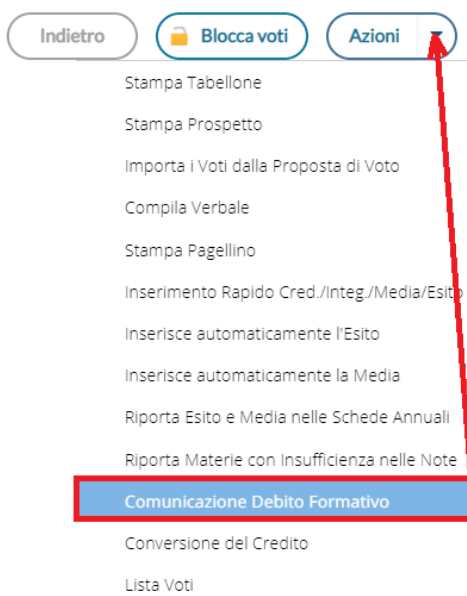 Indietro
Blocca voti
Azioni
Stampa Tabellone
Stampa Prospetto
Importa i Voti dalla Proposta di Voto
Compila Verbale
Stampa Pagellino
Inserimento Rapido Cred./Integ./Media/Esito
Inserisce automaticamente l'Esito
Inserisce automaticamente la Media
Riporta Esito e Media nelle Schede Annuali
Riporta Materie con Insufficienza nelle Note
Comunicazione Debito Formativo
Conversione del Credito
Lista Voti